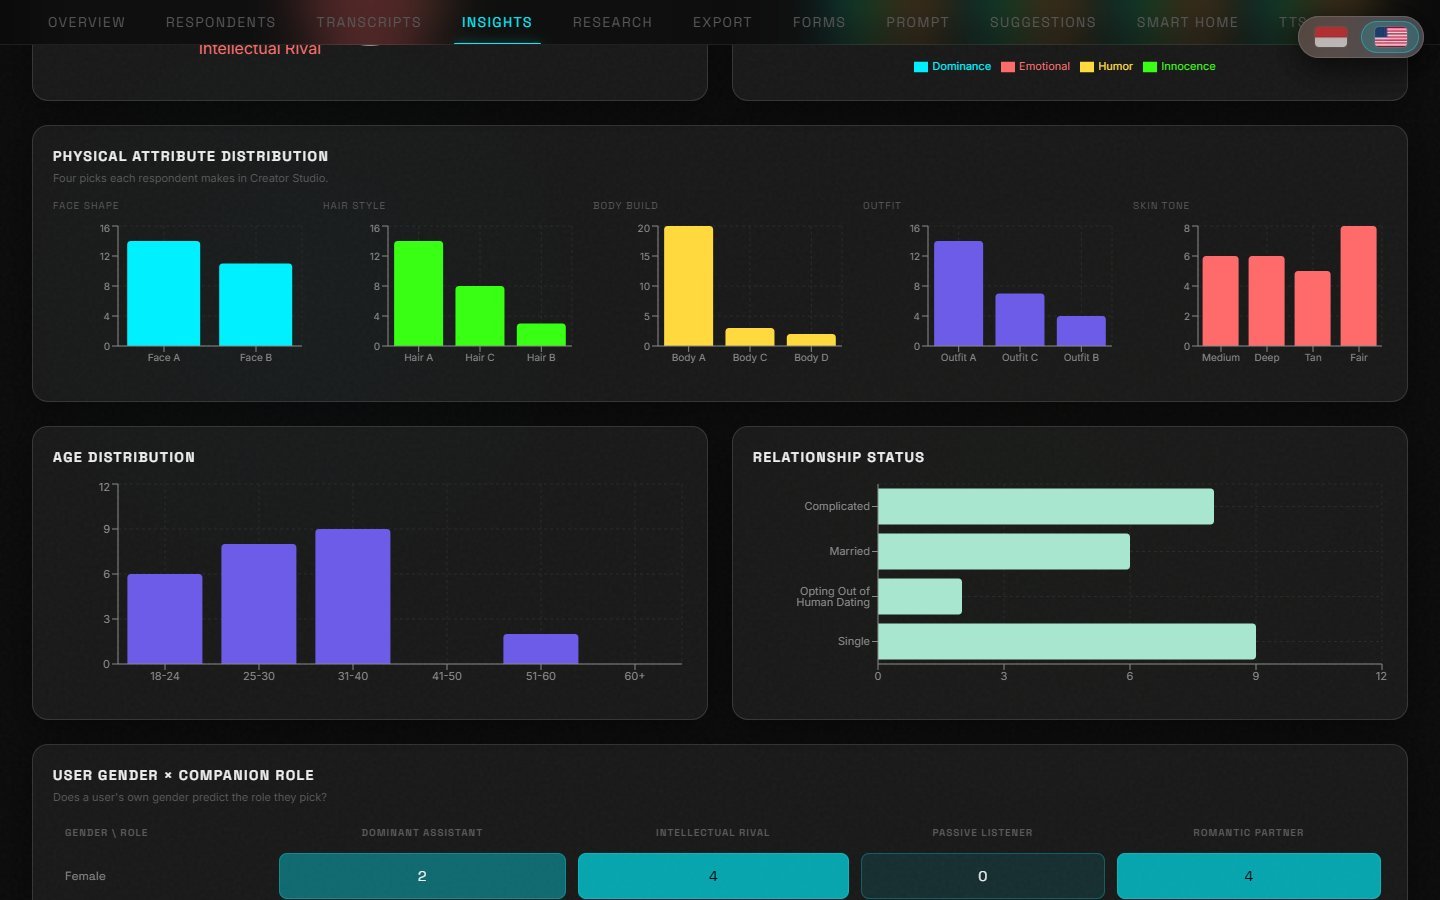 OVERVIEW RESPONDENTS TRANSCRIPTS INSIGHTS RESEARCH EXPORT FORMS PROMPT SUGGESTIONS SMART HOME TTS
Intellectual Rival
Dominance Emotional Humor Innocence
PHYSICAL ATTRIBUTE DISTRIBUTION
Four picks each respondent makes in Creator Studio.
FACE SHAPE
16
12
8
4
0
Face A Face B
HAIR STYLE
16
12
8
4
0
Hair A Hair C Hair B
BODY BUILD
20
15
10
5
0
Body A Body C Body D
OUTFIT
16
12
8
4
0
Outfit A Outfit C Outfit B
SKIN TONE
8
6
4
2
0
Medium Deep Tan Fair
AGE DISTRIBUTION
12
9
6
3
0
18-24 25-30 31-40 41-50 51-60 60+
RELATIONSHIP STATUS
Complicated
Married
Opting Out of
Human Dating
Single
0 3 6 9 12
USER GENDER × COMPANION ROLE
Does a user's own gender predict the role they pick?
GENDER \ ROLE DOMINANT ASSISTANT INTELLECTUAL RIVAL PASSIVE LISTENER ROMANTIC PARTNER
Female 2 4 0 4